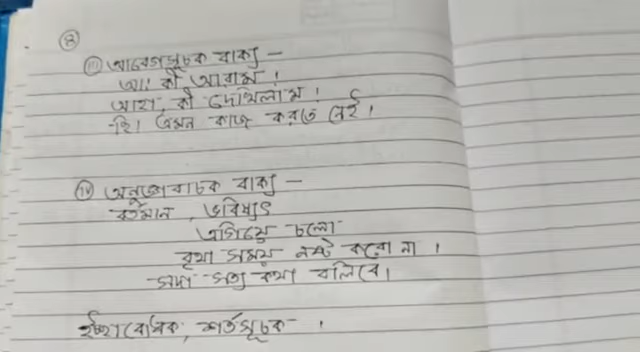 ৪
(iii) আবেগসূচক বাক্য –
আঃ কী আরাম!
আহা, কী দেখিলাম!
ছি! এমন কাজ করতে নেই।
(iv) অনুজ্ঞাবাচক বাক্য –
বর্তমান, ভবিষ্যৎ
এগিয়ে চলো
বৃথা সময় নষ্ট করো না।
সদা সত্য কথা বলিবে।
ইচ্ছাবোধক, শর্তসূচক।